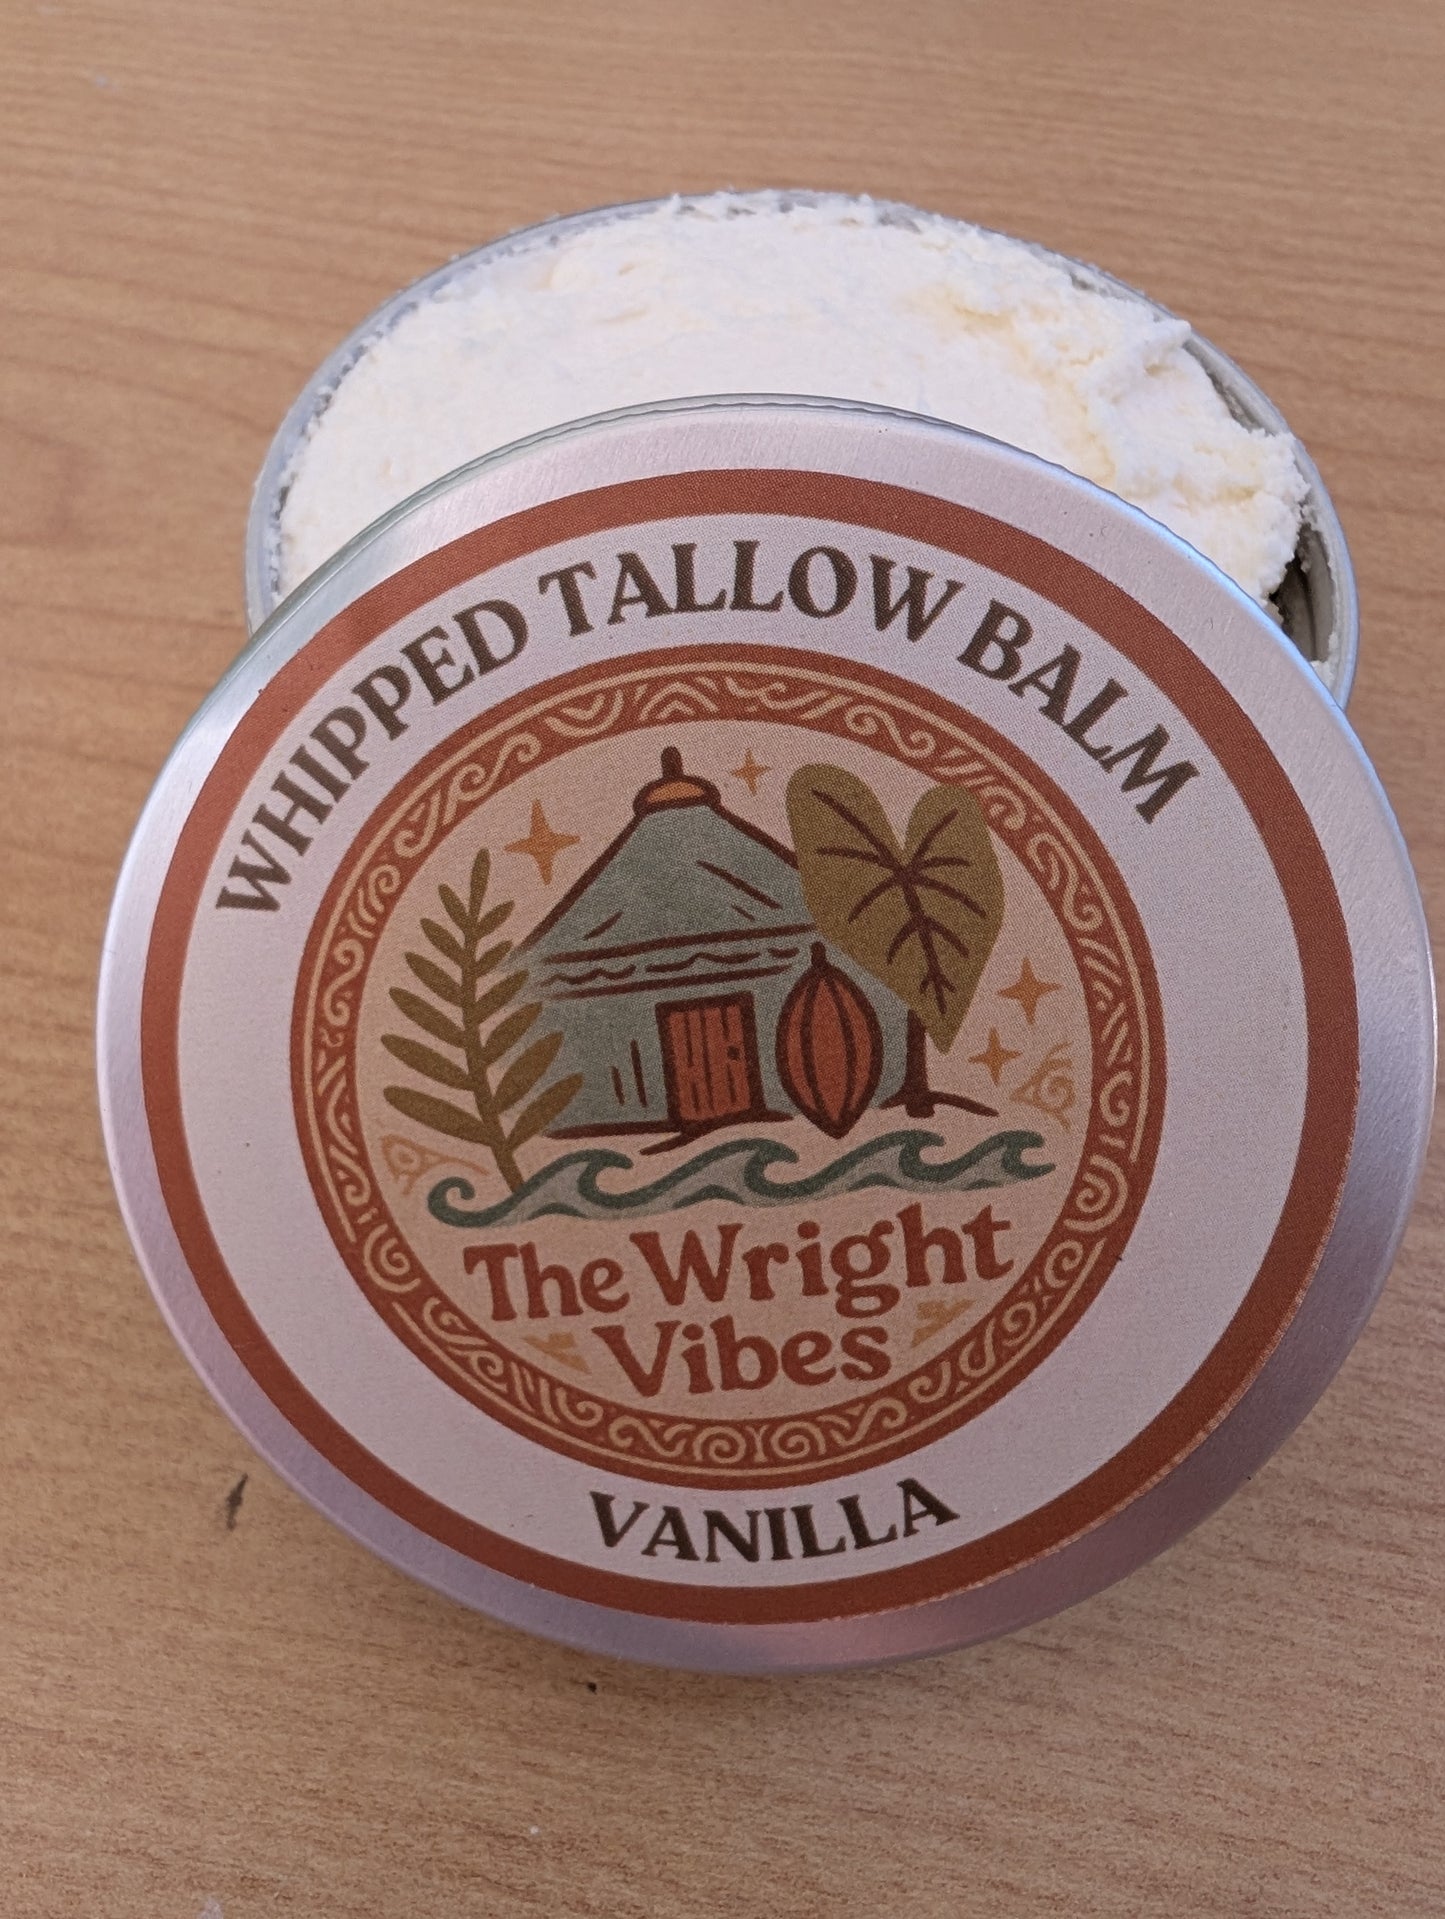 WHIPPED TALLOW BALM
The Wright
Vibes
VANILLA